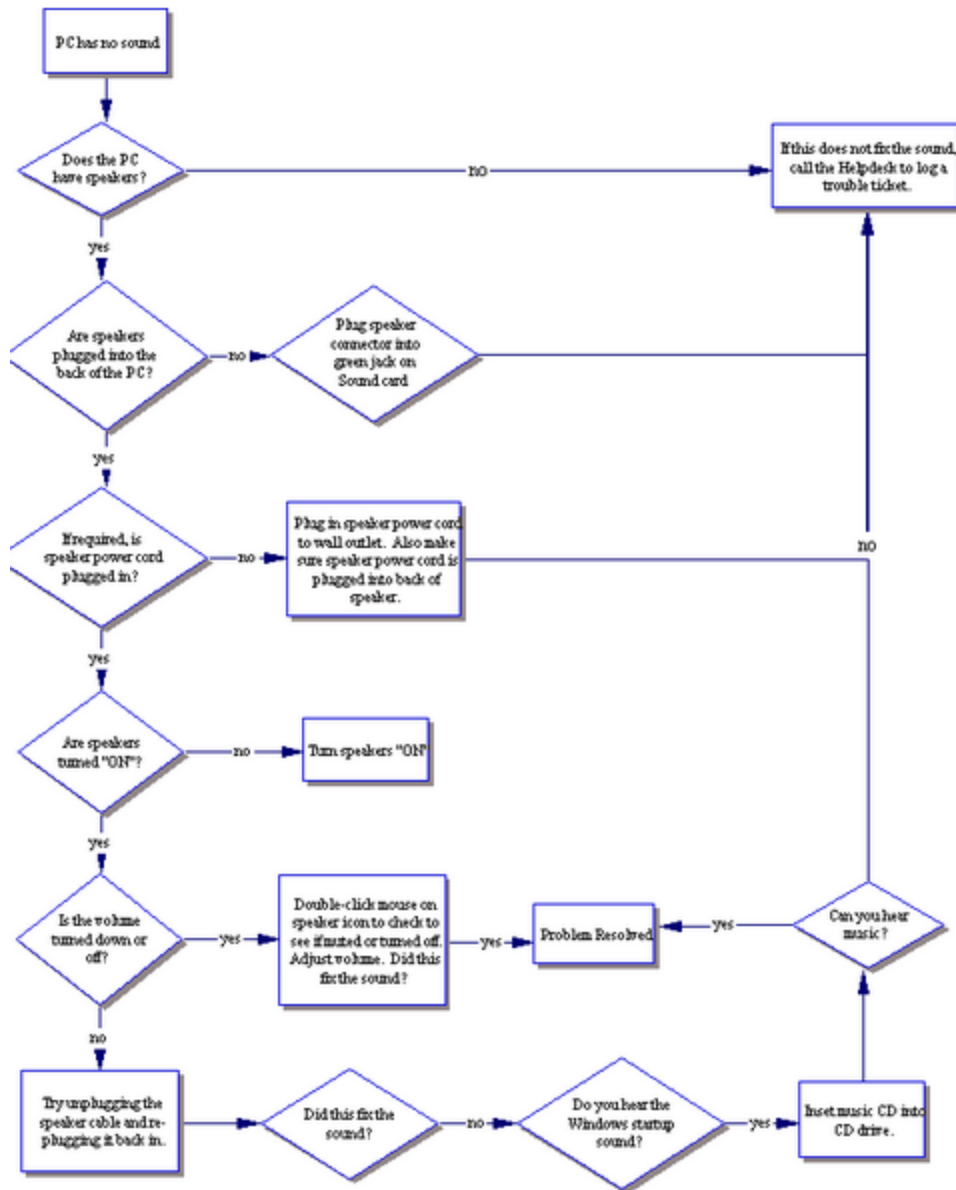 PC has no sound
Does the PC
have speakers?
no
If this does not fix the sound,
call the Helpdesk to log a
trouble ticket.
yes
Are speakers
plugged into the
back of the PC?
no
Plug speaker
connector into
green jack on
Sound card
yes
If required, is
speaker power cord
plugged in?
no
Plug in speaker power cord
to wall outlet. Also make
sure speaker power cord is
plugged into back of
speaker.
no
yes
Are speakers
turned "ON"?
no
Turn speakers "ON"
yes
Is the volume
turned down or
off?
yes
Double-click mouse on
speaker icon to check to
see if muted or turned off.
Adjust volume. Did this
fix the sound?
yes
Problem Resolved
yes
Can you hear
music?
no
Try unplugging the
speaker cable and re-
plugging it back in.
Did this fix the
sound?
no
Do you hear the
Windows startup
sound?
yes
Inset music CD into
CD drive.